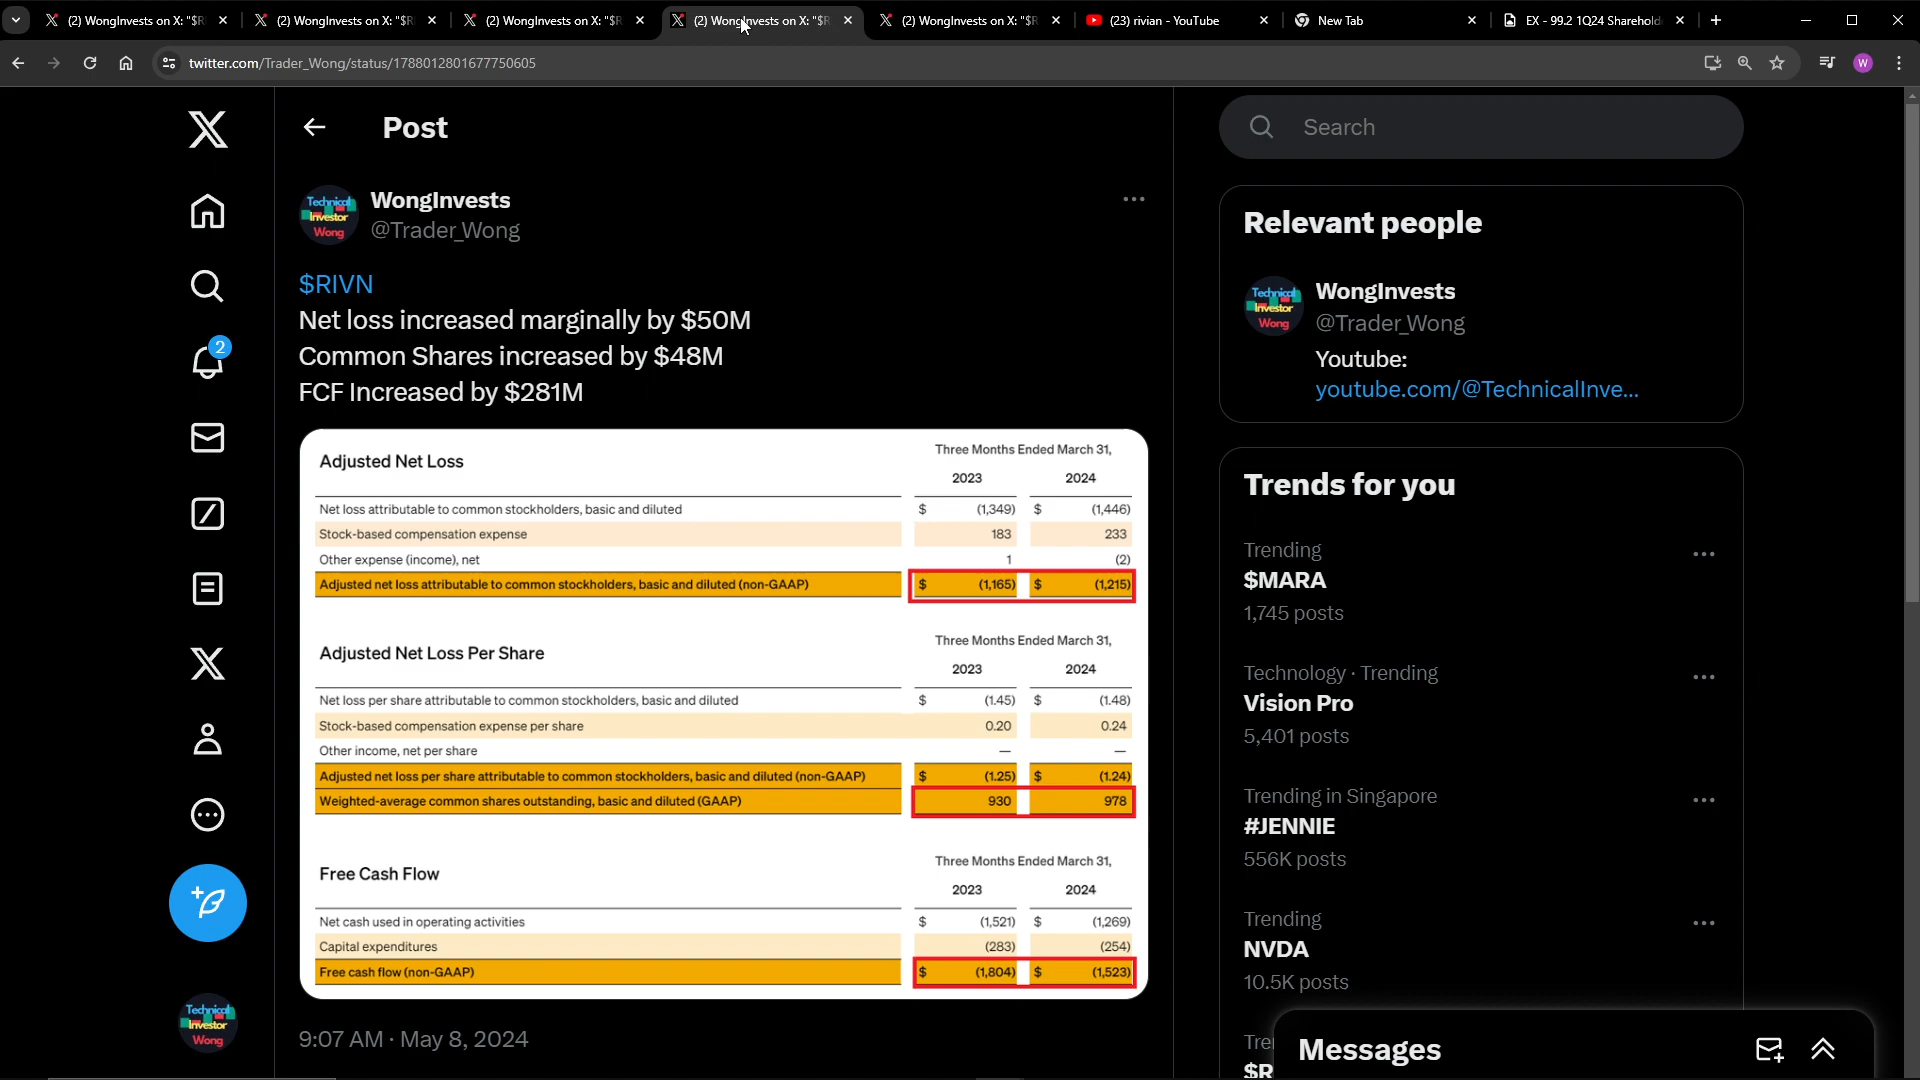 (2) WongInvests on X: "$R
(2) WongInvests on X: "$R
(2) WongInvests on X: "$R
(2) WongInvests on X: "$R
(2) WongInvests on X: "$R
(23) rivian - YouTube
New Tab
EX - 99.2 1Q24 Sharehold
twitter.com/Trader_Wong/status/1788012801677750605
W
Post
Search
2
Technical
Investor
Wong
WongInvests
@Trader_Wong
$RIVN
Net loss increased marginally by $50M
Common Shares increased by $48M
FCF Increased by $281M
Adjusted Net Loss
Three Months Ended March 31,
2023 2024
Net loss attributable to common stockholders, basic and diluted $ (1,349) $ (1,446)
Stock-based compensation expense 183 233
Other expense (income), net 1 (2)
Adjusted net loss attributable to common stockholders, basic and diluted (non-GAAP) $ (1,165) $ (1,215)
Adjusted Net Loss Per Share
Three Months Ended March 31,
2023 2024
Net loss per share attributable to common stockholders, basic and diluted $ (1.45) $ (1.48)
Stock-based compensation expense per share 0.20 0.24
Other income, net per share — —
Adjusted net loss per share attributable to common stockholders, basic and diluted (non-GAAP) $ (1.25) $ (1.24)
Weighted-average common shares outstanding, basic and diluted (GAAP) 930 978
Free Cash Flow
Three Months Ended March 31,
2023 2024
Net cash used in operating activities $ (1,521) $ (1,269)
Capital expenditures (283) (254)
Free cash flow (non-GAAP) $ (1,804) $ (1,523)
9:07 AM · May 8, 2024
Technical
Investor
Wong
Relevant people
Technical
Investor
Wong
WongInvests
@Trader_Wong
Youtube:
youtube.com/@TechnicalInve...
Trends for you
Trending
$MARA
1,745 posts
Technology · Trending
Vision Pro
5,401 posts
Trending in Singapore
#JENNIE
556K posts
Trending
NVDA
10.5K posts
Tre
$R
Messages